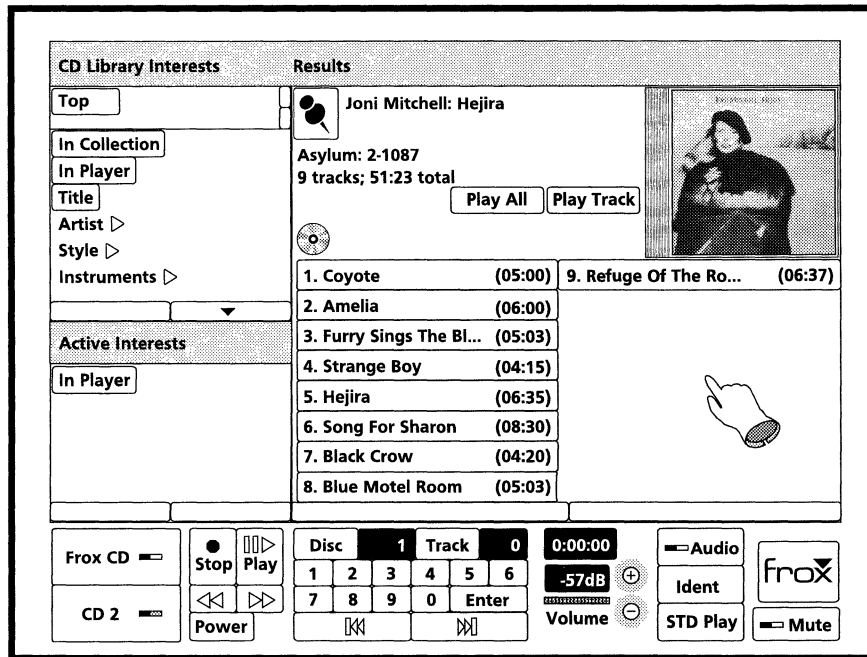 CD Library Interests
Results
Top
In Collection
In Player
Title
Artist
Style
Instruments
Active Interests
In Player
Joni Mitchell: Hejira
Asylum: 2-1087
9 tracks; 51:23 total
Play All
Play Track
1. Coyote (05:00)
2. Amelia (06:00)
3. Furry Sings The Bl... (05:03)
4. Strange Boy (04:15)
5. Hejira (06:35)
6. Song For Sharon (08:30)
7. Black Crow (04:20)
8. Blue Motel Room (05:03)
9. Refuge Of The Ro... (06:37)
Frox CD
CD 2
Stop Play
Power
Disc 1 Track 0
1 2 3 4 5 6
7 8 9 0 Enter
0:00:00
-57dB
Volume
Audio
Ident
STD Play
frox
Mute